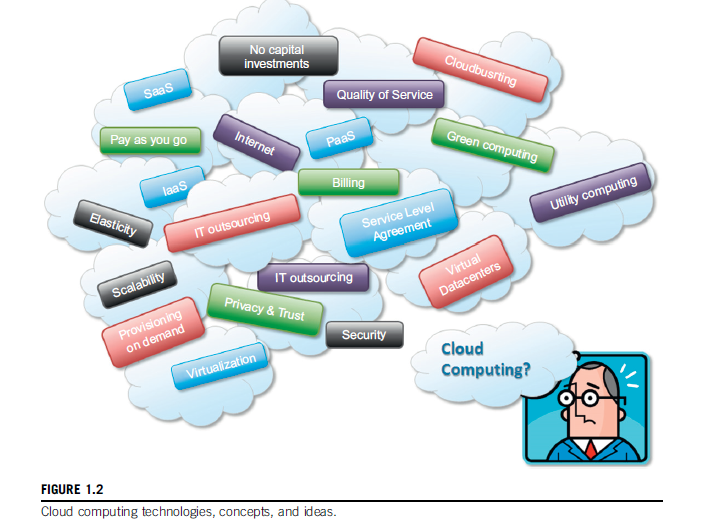 No capital
investments
Cloudbusrting
SaaS
Quality of Service
Pay as you go
Internet
PaaS
Green computing
IaaS
Billing
Utility computing
Elasticity
IT outsourcing
Service Level
Agreement
Scalability
IT outsourcing
Virtual
Datacenters
Privacy & Trust
Provisioning
on demand
Security
Virtualization
Cloud
Computing?
FIGURE 1.2
Cloud computing technologies, concepts, and ideas.